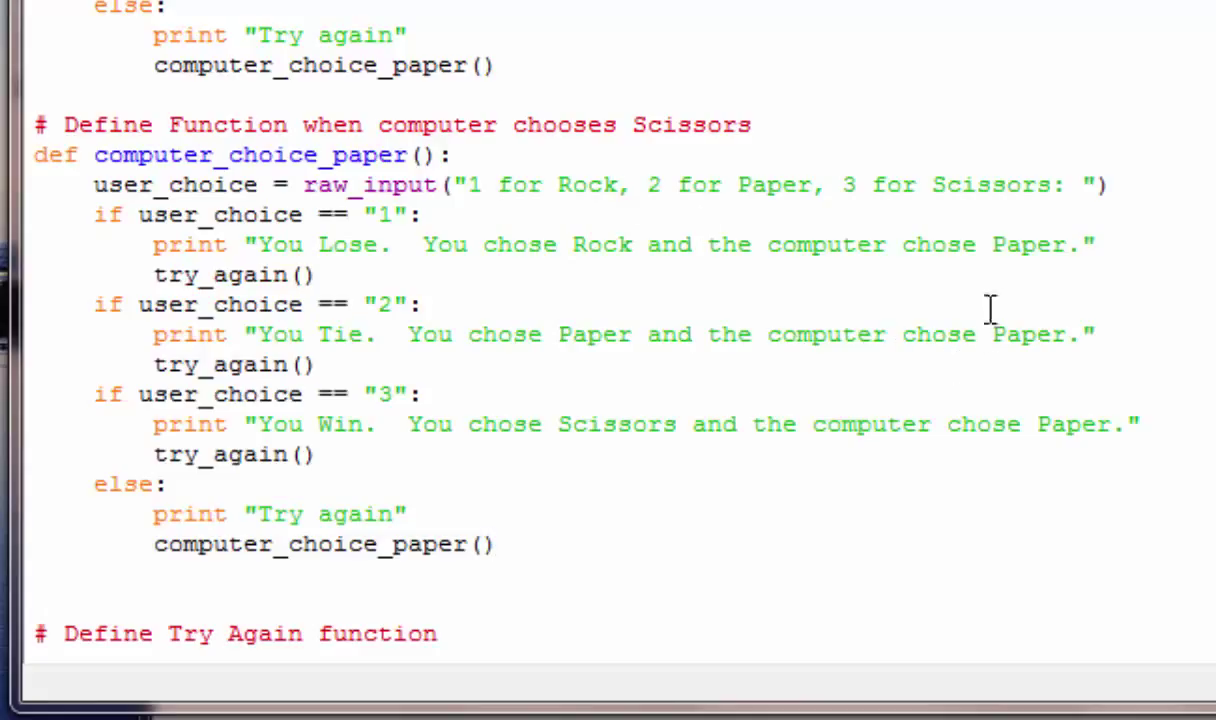 else:
print "Try again"
computer_choice_paper()
# Define Function when computer chooses Scissors
def computer_choice_paper():
user_choice = raw_input("1 for Rock, 2 for Paper, 3 for Scissors: ")
if user_choice == "1":
print "You Lose.  You chose Rock and the computer chose Paper."
try_again()
if user_choice == "2":
print "You Tie.  You chose Paper and the computer chose Paper."
try_again()
if user_choice == "3":
print "You Win.  You chose Scissors and the computer chose Paper."
try_again()
else:
print "Try again"
computer_choice_paper()
# Define Try Again function